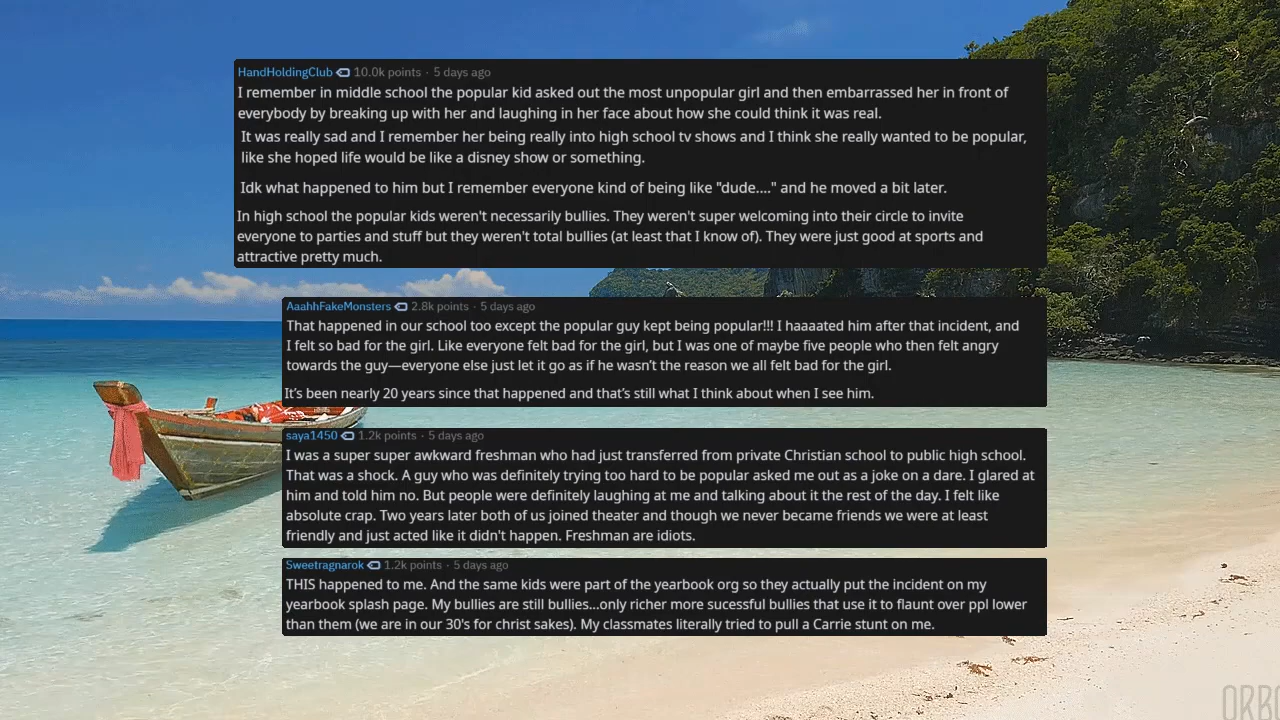 HandHoldingClub 10.0k points · 5 days ago
I remember in middle school the popular kid asked out the most unpopular girl and then embarrassed her in front of
everybody by breaking up with her and laughing in her face about how she could think it was real.
It was really sad and I remember her being really into high school tv shows and I think she really wanted to be popular,
like she hoped life would be like a disney show or something.
Idk what happened to him but I remember everyone kind of being like "dude...." and he moved a bit later.
In high school the popular kids weren't necessarily bullies. They weren't super welcoming into their circle to invite
everyone to parties and stuff but they weren't total bullies (at least that I know of). They were just good at sports and
attractive pretty much.
AaahhFakeMonsters 2.8k points · 5 days ago
That happened in our school too except the popular guy kept being popular!!! I haaaated him after that incident, and
I felt so bad for the girl. Like everyone felt bad for the girl, but I was one of maybe five people who then felt angry
towards the guy—everyone else just let it go as if he wasn't the reason we all felt bad for the girl.
It's been nearly 20 years since that happened and that's still what I think about when I see him.
saya1450 1.2k points · 5 days ago
I was a super super awkward freshman who had just transferred from private Christian school to public high school.
That was a shock. A guy who was definitely trying too hard to be popular asked me out as a joke on a dare. I glared at
him and told him no. But people were definitely laughing at me and talking about it the rest of the day. I felt like
absolute crap. Two years later both of us joined theater and though we never became friends we were at least
friendly and just acted like it didn't happen. Freshman are idiots.
Sweetragnarok 1.2k points · 5 days ago
THIS happened to me. And the same kids were part of the yearbook org so they actually put the incident on my
yearbook splash page. My bullies are still bullies...only richer more sucessful bullies that use it to flaunt over ppl lower
than them (we are in our 30's for christ sakes). My classmates literally tried to pull a Carrie stunt on me.